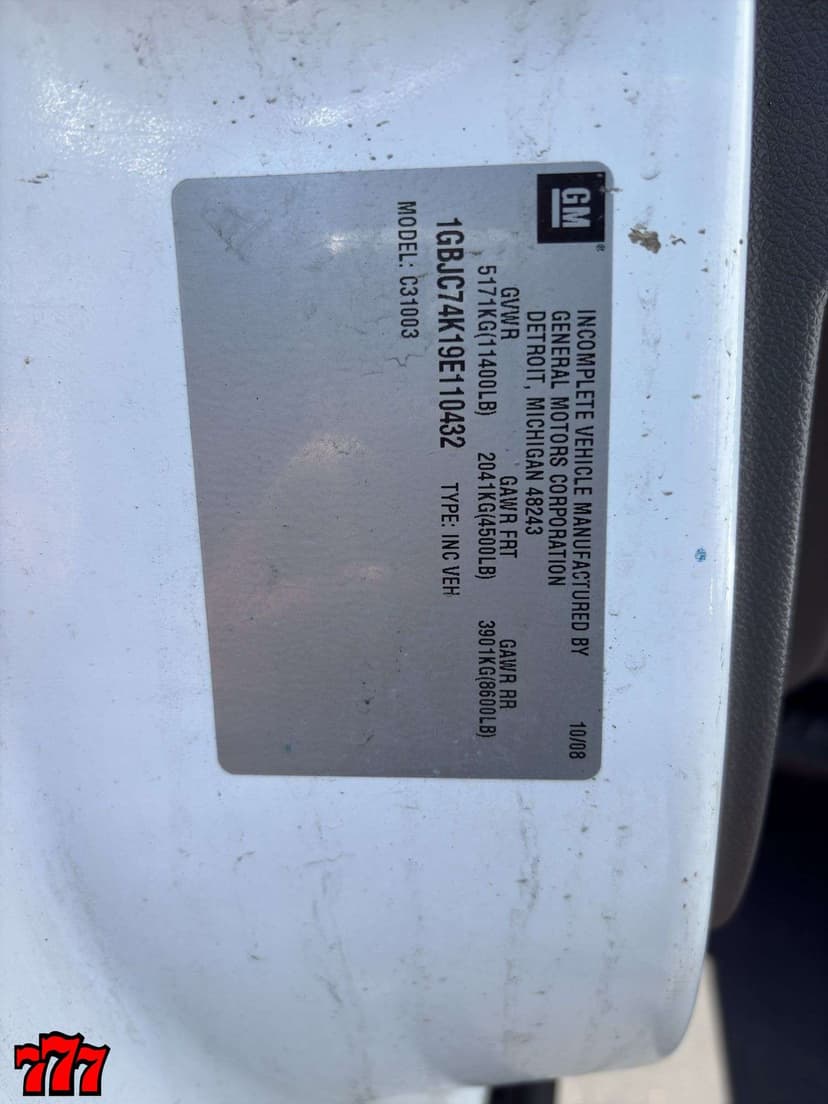 GM®
INCOMPLETE VEHICLE MANUFACTURED BY 10/08
GENERAL MOTORS CORPORATION
DETROIT, MICHIGAN 48243
GVWR GAWR FRT GAWR RR
5171KG(11400LB) 2041KG(4500LB) 3901KG(8600LB)
1GBJC74K19E110432 TYPE: INC VEH
MODEL: C31003
777